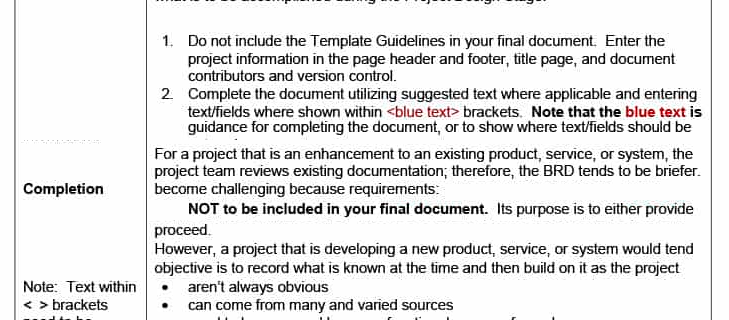 1. Do not include the Template Guidelines in your final document. Enter the
project information in the page header and footer, title page, and document
contributors and version control.
2. Complete the document utilizing suggested text where applicable and entering
text/fields where shown within <blue text> brackets. Note that the blue text is
guidance for completing the document, or to show where text/fields should be
For a project that is an enhancement to an existing product, service, or system, the
project team reviews existing documentation; therefore, the BRD tends to be briefer.
Completion
become challenging because requirements:
NOT to be included in your final document. Its purpose is to either provide
proceed.
However, a project that is developing a new product, service, or system would tend
objective is to record what is known at the time and then build on it as the project
Note: Text within
• aren't always obvious
< > brackets
• can come from many and varied sources